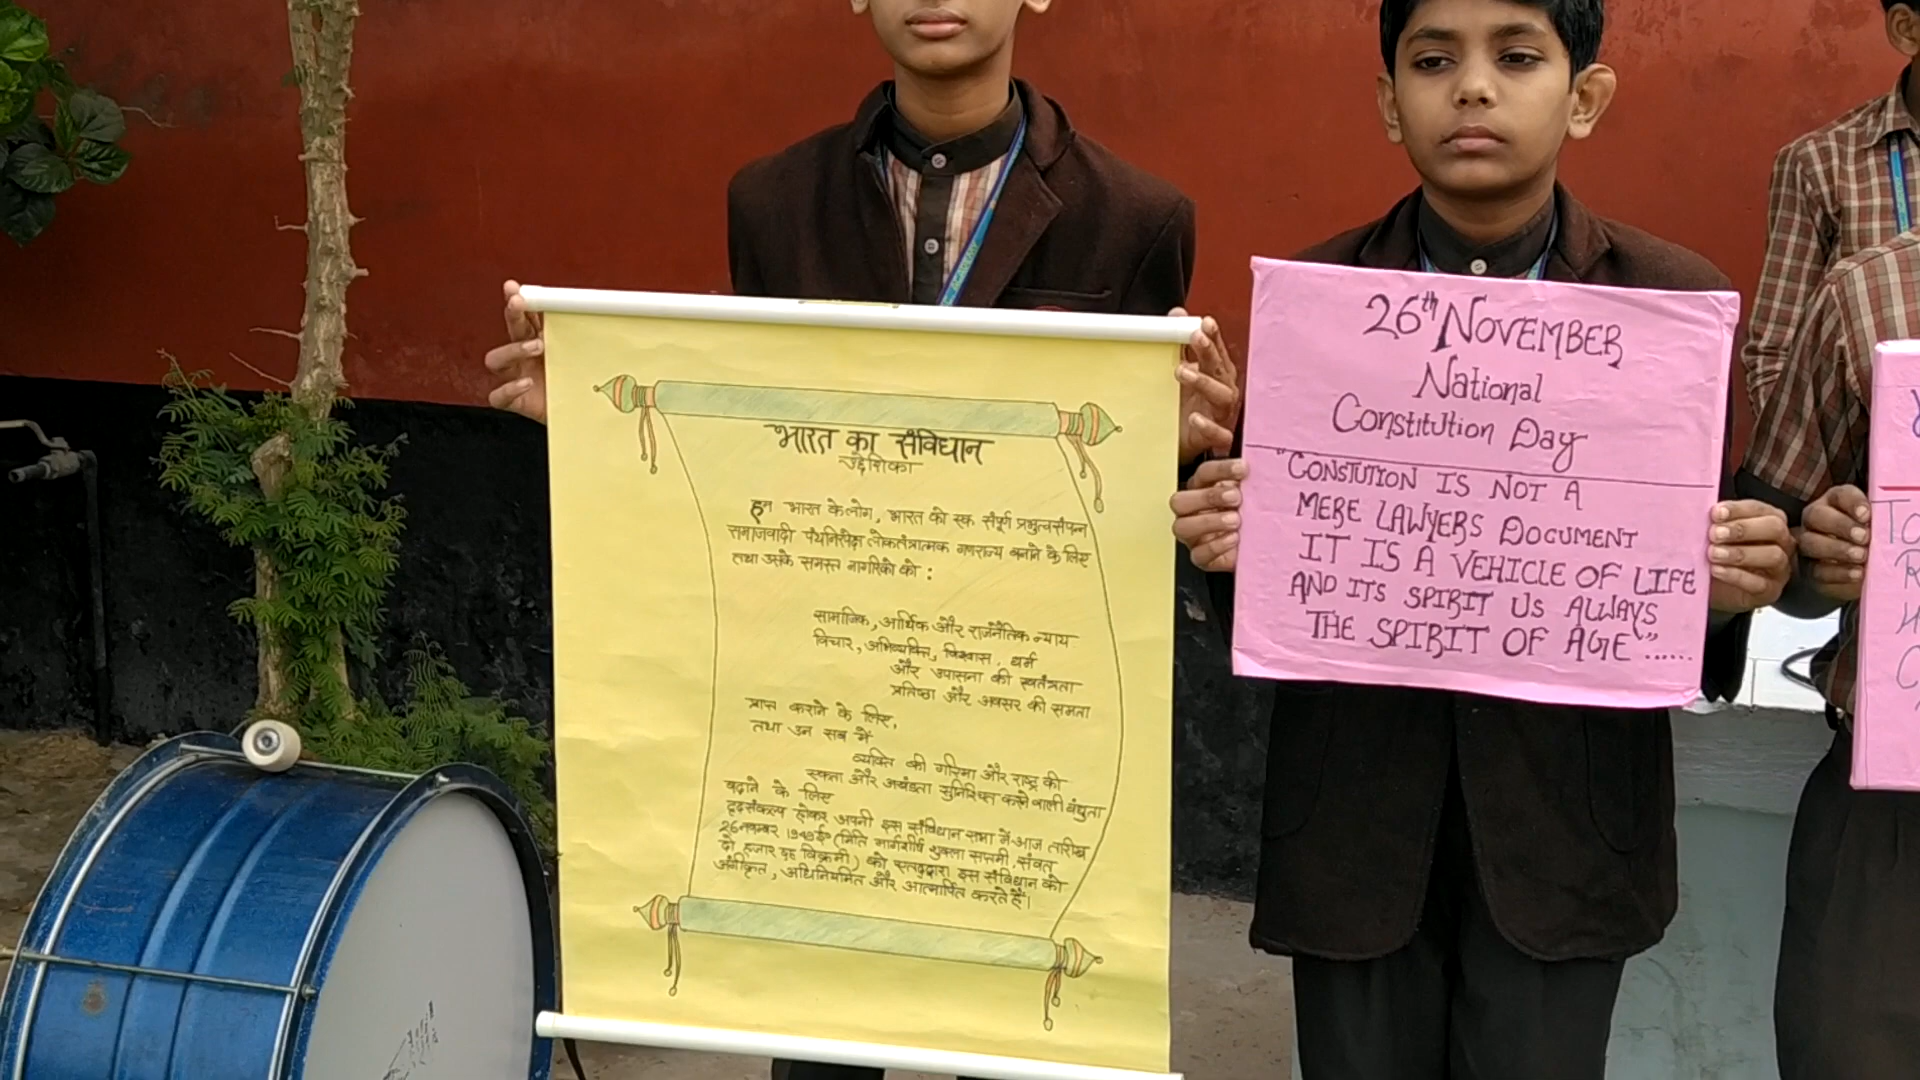 भारत का संविधान
उद्देशिका
हम भारत के लोग, भारत को एक संपूर्ण प्रभुत्वसंपन्न
समाजवादी पंथनिरपेक्ष लोकतंत्रात्मक गणराज्य बनाने के लिए
तथा उसके समस्त नागरिकों को :
सामाजिक, आर्थिक और राजनैतिक न्याय
विचार, अभिव्यक्ति, विश्वास, धर्म
और उपासना की स्वतंत्रता
प्रतिष्ठा और अवसर की समता
प्राप्त कराने के लिए,
तथा उन सब में
व्यक्ति की गरिमा और राष्ट्र की
एकता और अखंडता सुनिश्चित करने वाली बंधुता
बढ़ाने के लिए
दृढ़संकल्प होकर अपनी इस संविधान सभा में आज तारीख
26 नवम्बर 1949 ई० (मिति मार्गशीर्ष शुक्ला सप्तमी, संवत्
दो हजार छह विक्रमी) को एतद्द्वारा इस संविधान को
अंगीकृत, अधिनियमित और आत्मार्पित करते हैं।
26th NOVEMBER
National
Constitution Day
"CONSTUTION IS NOT A
MERE LAWYERS DOCUMENT
IT IS A VEHICLE OF LIFE
AND ITS SPIRIT US ALWAYS
THE SPIRIT OF AGE" ......
TO